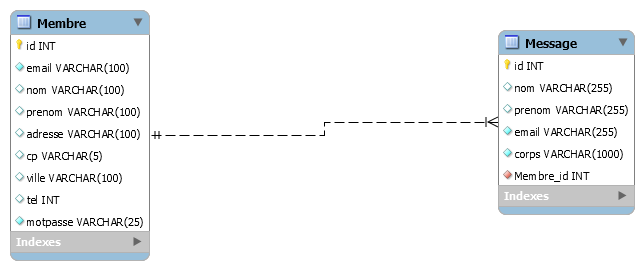 Membre
id INT
email VARCHAR(100)
nom VARCHAR(100)
prenom VARCHAR(100)
adresse VARCHAR(100)
cp VARCHAR(5)
ville VARCHAR(100)
tel INT
motpasse VARCHAR(25)
Indexes
Message
id INT
nom VARCHAR(255)
prenom VARCHAR(255)
email VARCHAR(255)
corps VARCHAR(1000)
Membre_id INT
Indexes